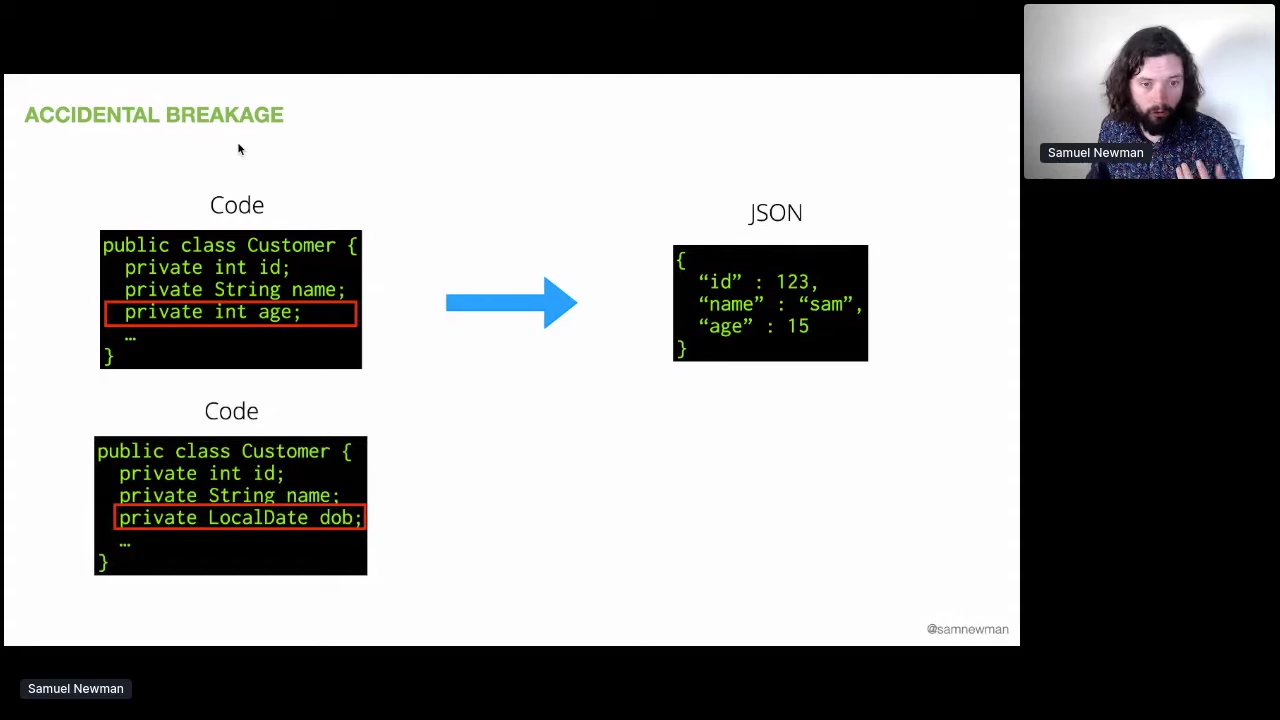 ACCIDENTAL BREAKAGE
Code
public class Customer {
private int id;
private String name;
private int age;
…
}
JSON
{
“id” : 123,
“name” : “sam”,
“age” : 15
}
Code
public class Customer {
private int id;
private String name;
private LocalDate dob;
…
}
@samnewman
Samuel Newman
Samuel Newman